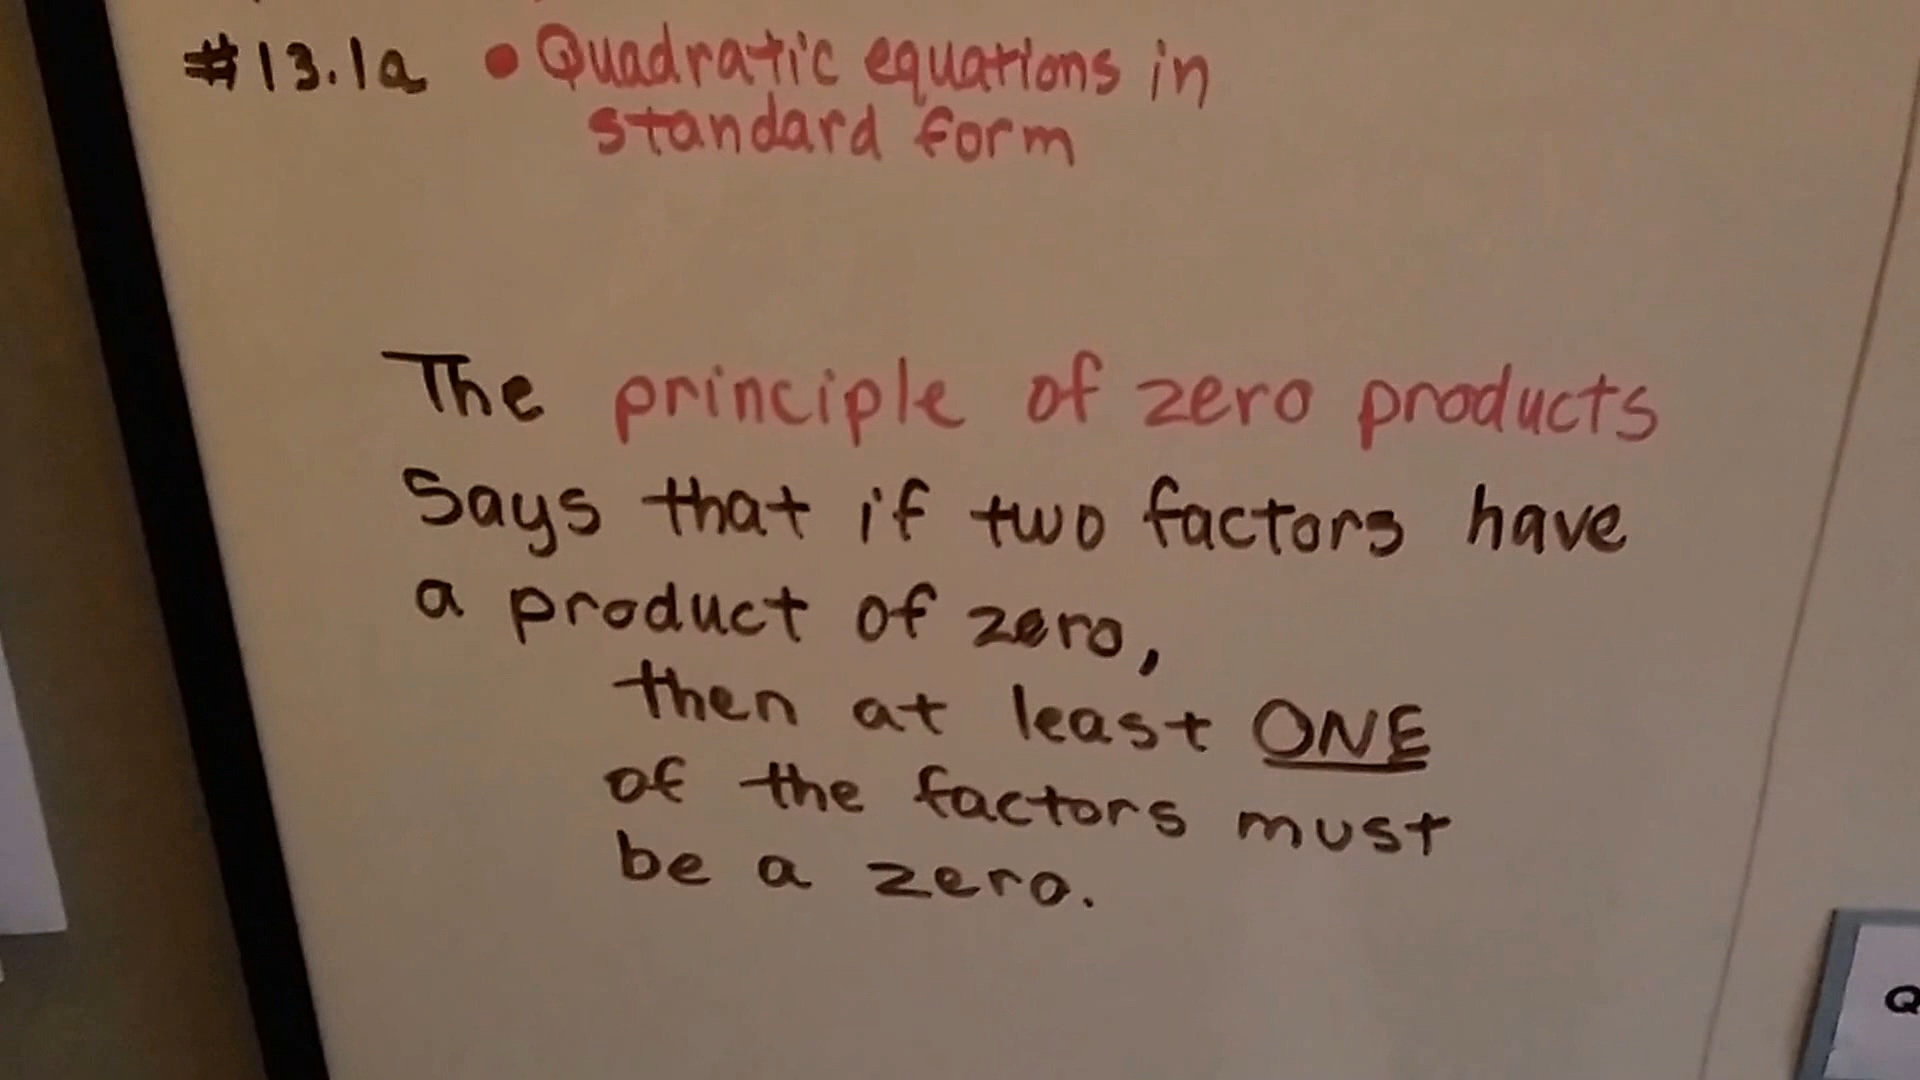 #13.1a • Quadratic equations in
standard form
The principle of zero products
Says that if two factors have
a product of zero,
then at least ONE
of the factors must
be a zero.
Q